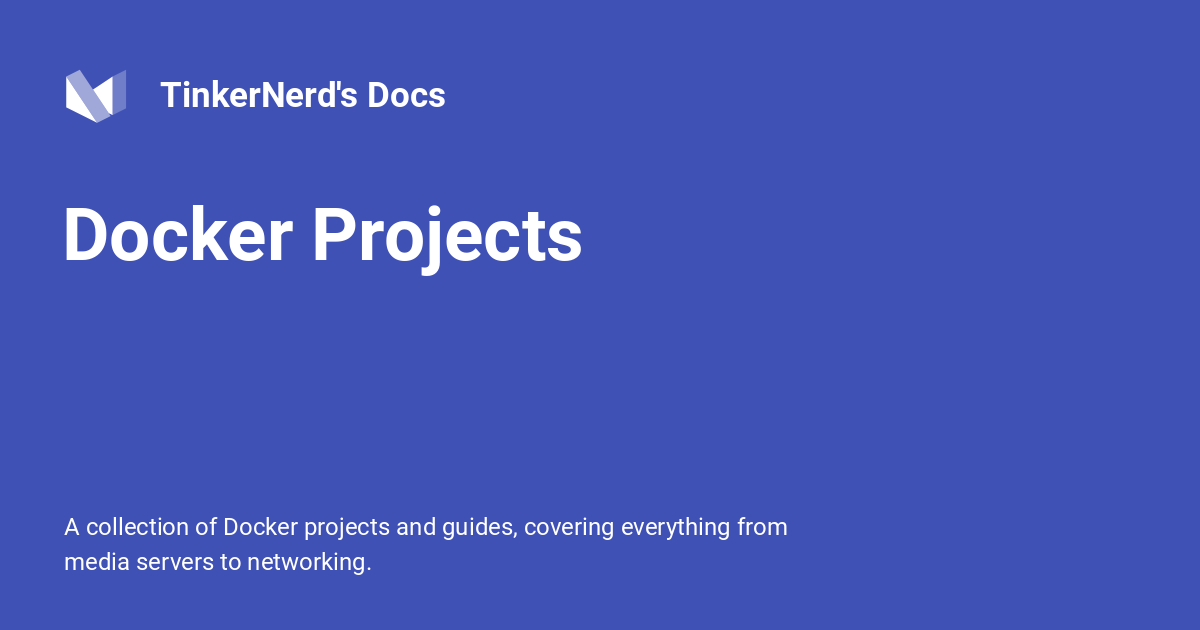 TinkerNerd's Docs
Docker Projects
A collection of Docker projects and guides, covering everything from
media servers to networking.